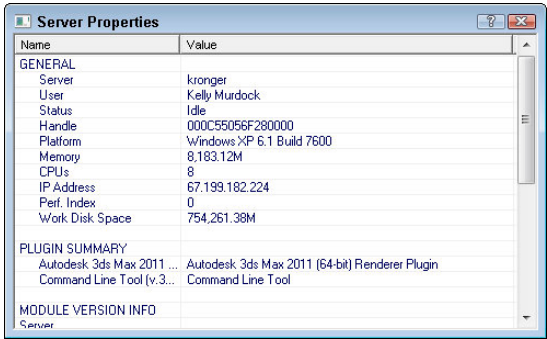 Server Properties
Name Value
GENERAL
Server kronger
User Kelly Murdock
Status Idle
Handle 000C55056F280000
Platform Windows XP 6.1 Build 7600
Memory 8,183.12M
CPUs 8
IP Address 67.199.182.224
Perf. Index 0
Work Disk Space 754,261.38M
PLUGIN SUMMARY
Autodesk 3ds Max 2011 ... Autodesk 3ds Max 2011 (64-bit) Renderer Plugin
Command Line Tool (v.3... Command Line Tool
MODULE VERSION INFO
Server